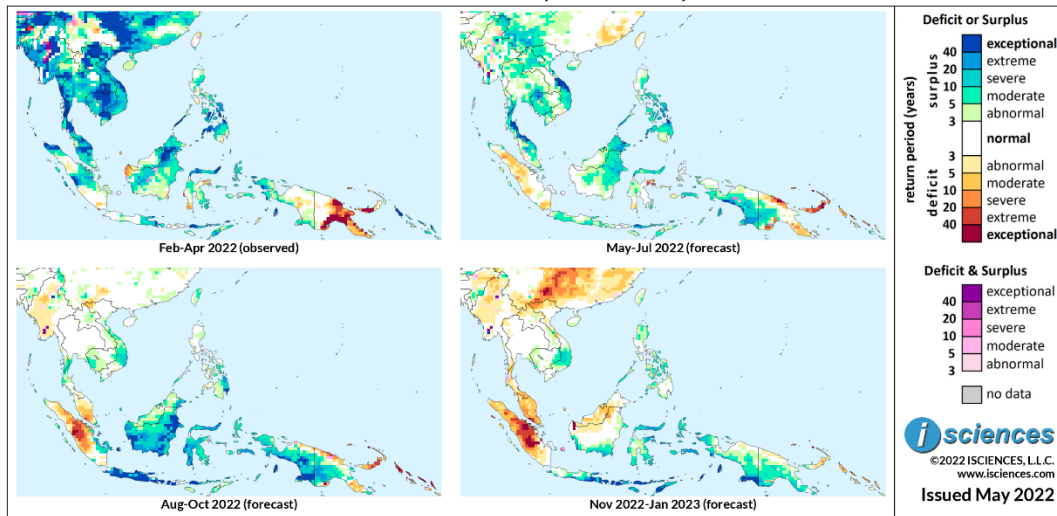 Feb-Apr 2022 (observed)
May-Jul 2022 (forecast)
Aug-Oct 2022 (forecast)
Nov 2022-Jan 2023 (forecast)
Deficit or Surplus
return period (years)
surplus
deficit
exceptional
40
extreme
20
severe
10
moderate
5
abnormal
3
normal
3
abnormal
5
moderate
10
severe
20
extreme
40
exceptional
Deficit & Surplus
exceptional
40
extreme
20
severe
10
moderate
5
abnormal
3
no data
i sciences
©2022 ISCIENCES, L.L.C.
www.isciences.com
Issued May 2022